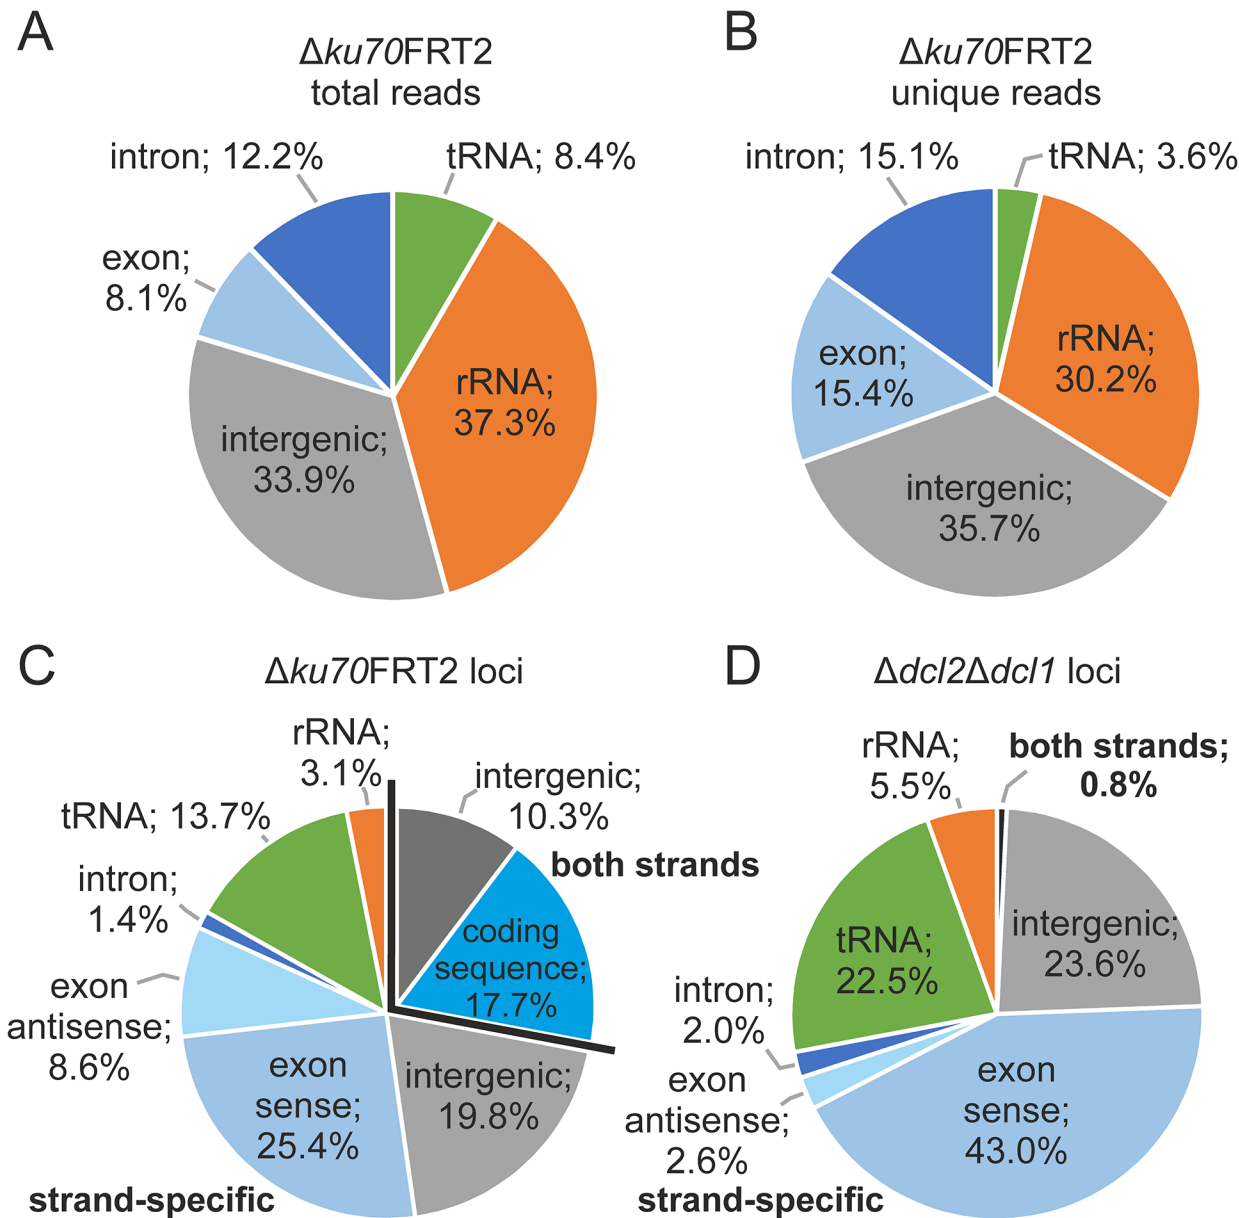 A
Δku70FRT2
total reads
intron; 12.2%
tRNA; 8.4%
exon;
8.1%
rRNA;
37.3%
intergenic;
33.9%
B
Δku70FRT2
unique reads
intron; 15.1%
tRNA; 3.6%
exon;
15.4%
rRNA;
30.2%
intergenic;
35.7%
C
Δku70FRT2 loci
rRNA;
3.1%
intergenic;
10.3%
both strands
tRNA; 13.7%
intron;
1.4%
coding
sequence;
17.7%
exon
antisense;
8.6%
exon
sense;
25.4%
intergenic;
19.8%
strand-specific
D
Δdcl2Δdcl1 loci
rRNA;
5.5%
both strands;
0.8%
tRNA;
22.5%
intergenic;
23.6%
intron;
2.0%
exon
antisense;
2.6%
exon
sense;
43.0%
strand-specific